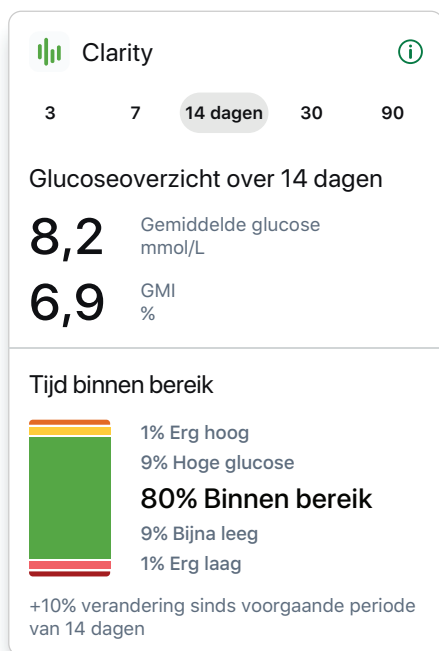 Clarity
3 7 14 dagen 30 90
Glucoseoverzicht over 14 dagen
8,2 Gemiddelde glucose
mmol/L
6,9 GMI
%
Tijd binnen bereik
1% Erg hoog
9% Hoge glucose
80% Binnen bereik
9% Bijna leeg
1% Erg laag
+10% verandering sinds voorgaande periode
van 14 dagen